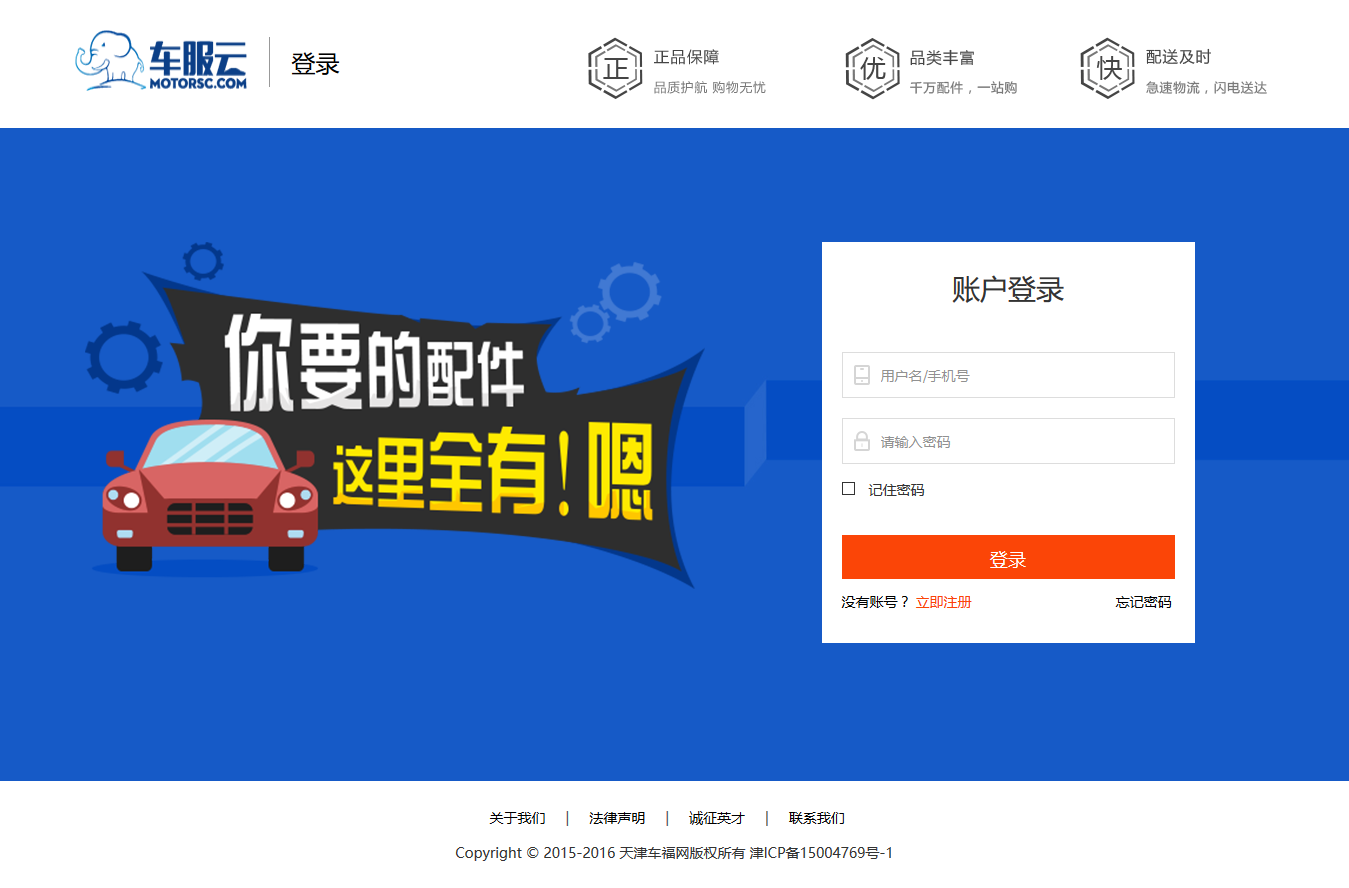 车服云
MOTORSC.COM
登录
正
正品保障
品质护航 购物无忧
优
品类丰富
千万配件，一站购
快
配送及时
急速物流，闪电送达
你要的配件
这里全有！嗯
账户登录
用户名/手机号
请输入密码
记住密码
登录
没有账号？ 立即注册 忘记密码
关于我们 | 法律声明 | 诚征英才 | 联系我们
Copyright © 2015-2016 天津车福网版权所有 津ICP备15004769号-1